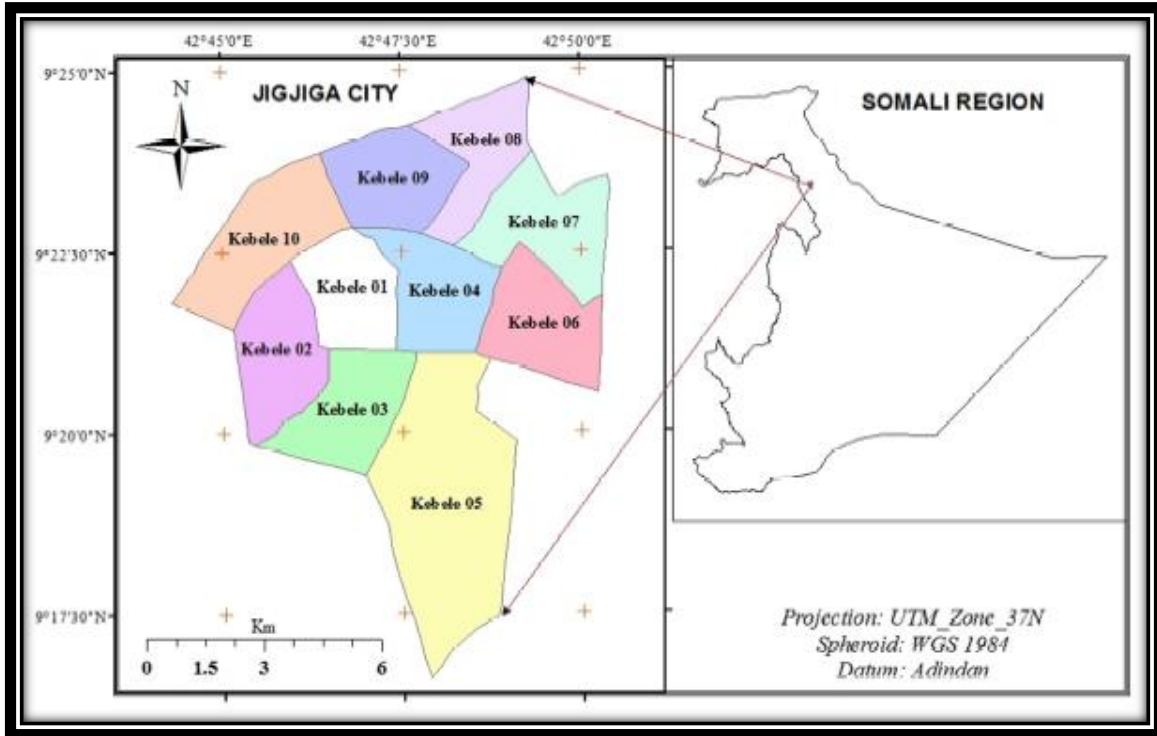 42°45'0"E 42°47'30"E 42°50'0"E
9°25'0"N
9°22'30"N
9°20'0"N
9°17'30"N
N
JIGJIGA CITY
Kebele 08
Kebele 09
Kebele 07
Kebele 10
Kebele 01
Kebele 04
Kebele 06
Kebele 02
Kebele 03
Kebele 05
Km
0 1.5 3 6
SOMALI REGION
Projection: UTM_Zone_37N
Spheroid: WGS 1984
Datum: Adindan